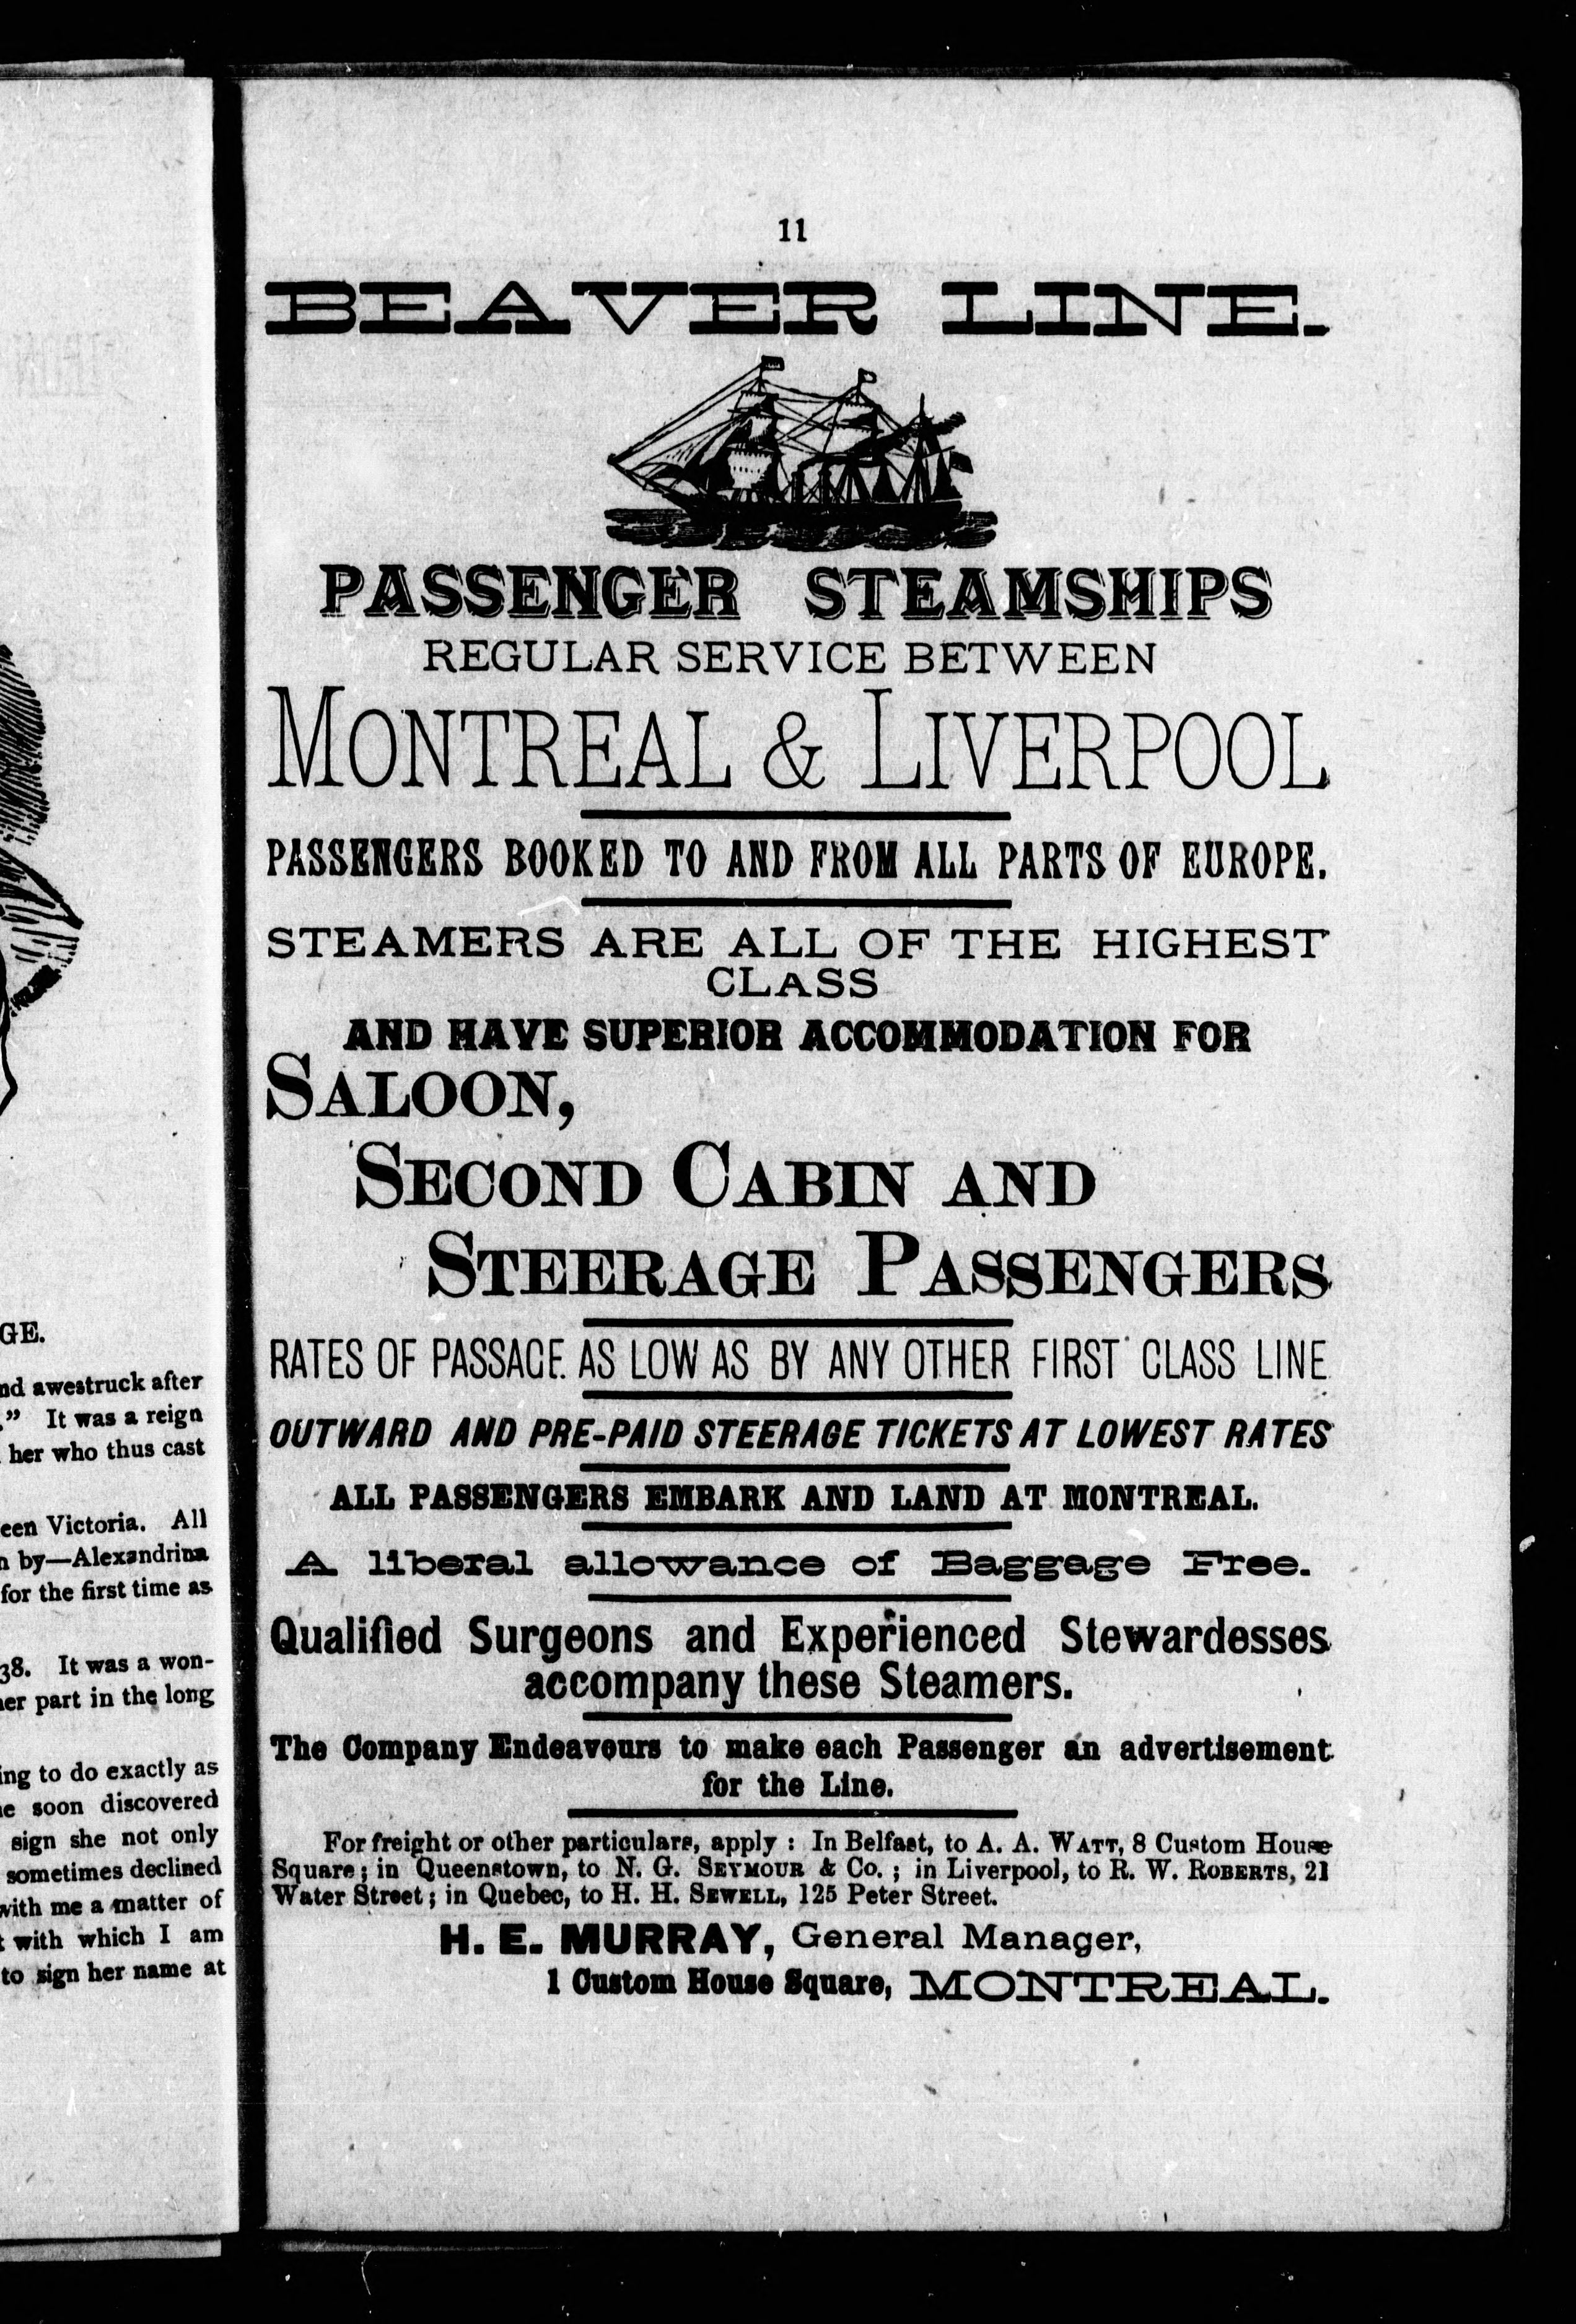 GE.
nd awestruck after
." It was a reign
her who thus cast
een Victoria. All
n by—Alexandrina
for the first time as
38. It was a won-
her part in the long
ing to do exactly as
e soon discovered
sign she not only
sometimes declined
with me a matter of
t with which I am
to sign her name at
11
BEAVER LINE.
PASSENGER STEAMSHIPS
REGULAR SERVICE BETWEEN
MONTREAL & LIVERPOOL
PASSENGERS BOOKED TO AND FROM ALL PARTS OF EUROPE.
STEAMERS ARE ALL OF THE HIGHEST
CLASS
AND HAVE SUPERIOR ACCOMMODATION FOR
SALOON,
SECOND CABIN AND
STEERAGE PASSENGERS
RATES OF PASSAGE AS LOW AS BY ANY OTHER FIRST CLASS LINE
OUTWARD AND PRE-PAID STEERAGE TICKETS AT LOWEST RATES
ALL PASSENGERS EMBARK AND LAND AT MONTREAL.
A liberal allowance of Baggage Free.
Qualified Surgeons and Experienced Stewardesses
accompany these Steamers.
The Company Endeavours to make each Passenger an advertisement
for the Line.
For freight or other particulars, apply : In Belfast, to A. A. WATT, 8 Custom House
Square ; in Queenstown, to N. G. SEYMOUR & Co. ; in Liverpool, to R. W. ROBERTS, 21
Water Street ; in Quebec, to H. H. SEWELL, 125 Peter Street.
H. E. MURRAY, General Manager,
1 Custom House Square, MONTREAL.